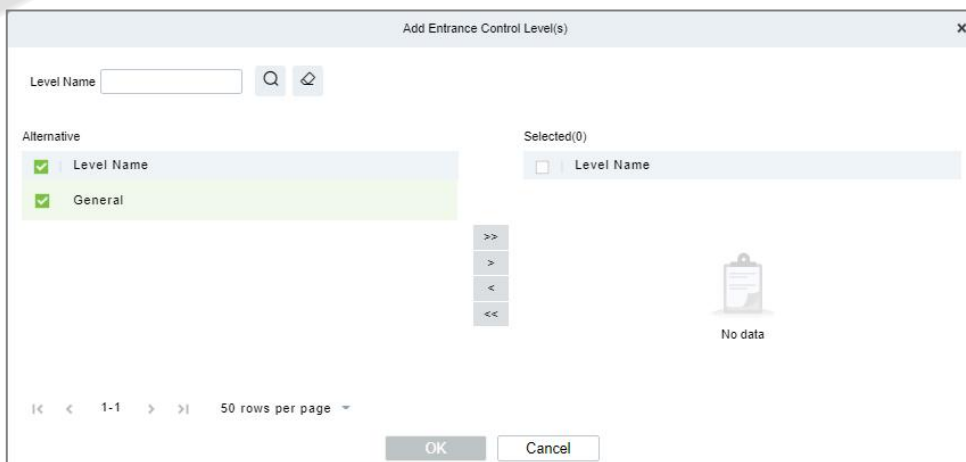 Add Entrance Control Level(s)
Level Name
Alternative
Selected(0)
Level Name
Level Name
General
>>
>
<
<<
No data
1-1
50 rows per page
OK
Cancel